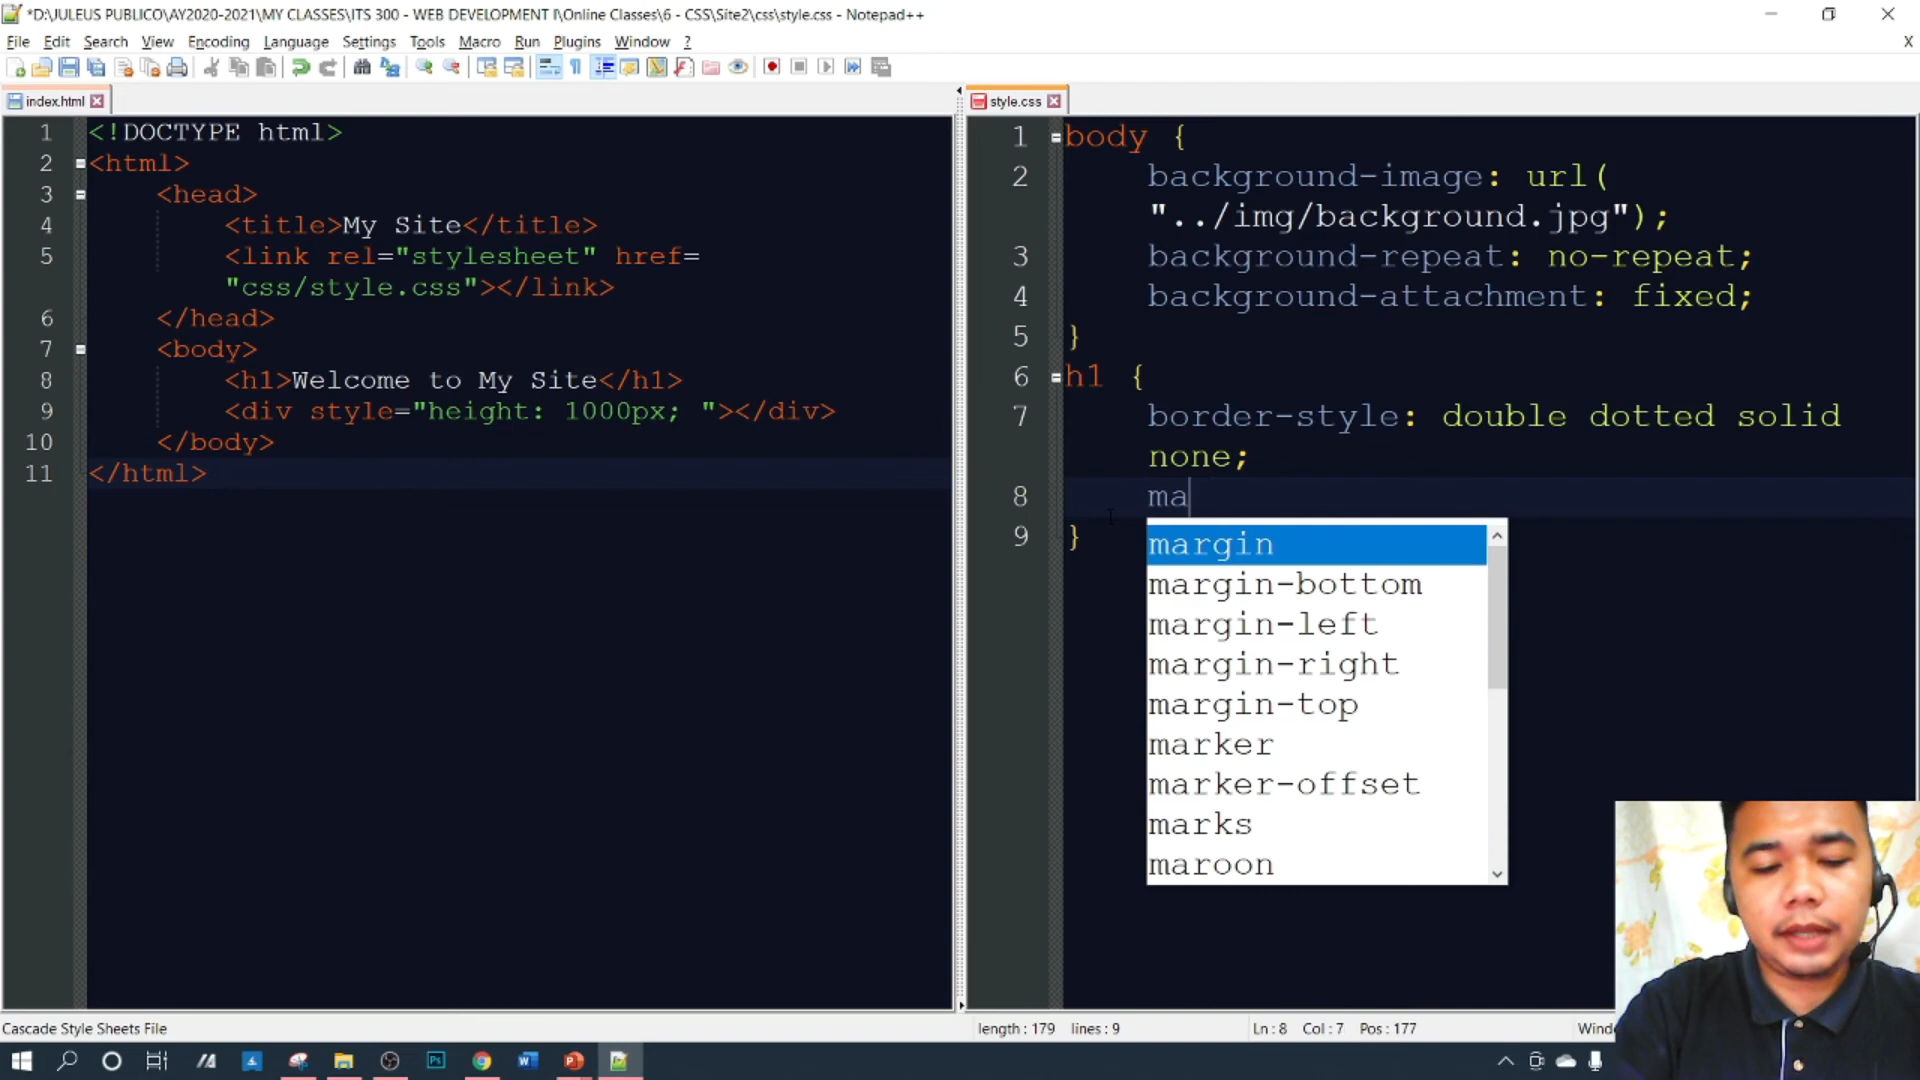 *D:\JULEUS PUBLICO\AY2020-2021\MY CLASSES\ITS 300 - WEB DEVELOPMENT I\Online Classes\6 - CSS\Site2\css\style.css - Notepad++
File Edit Search View Encoding Language Settings Tools Macro Run Plugins Window ? X
index.html
1 <!DOCTYPE html>
2 <html>
3 <head>
4 <title>My Site</title>
5 <link rel="stylesheet" href=
"css/style.css"></link>
6 </head>
7 <body>
8 <h1>Welcome to My Site</h1>
9 <div style="height: 1000px; "></div>
10 </body>
11 </html>
style.css
1 body {
2 background-image: url(
"../img/background.jpg");
3 background-repeat: no-repeat;
4 background-attachment: fixed;
5 }
6 h1 {
7 border-style: double dotted solid
none;
8 ma
9 }
margin
margin-bottom
margin-left
margin-right
margin-top
marker
marker-offset
marks
maroon
Cascade Style Sheets File length : 179 lines : 9 Ln : 8 Col : 7 Pos : 177 Windo